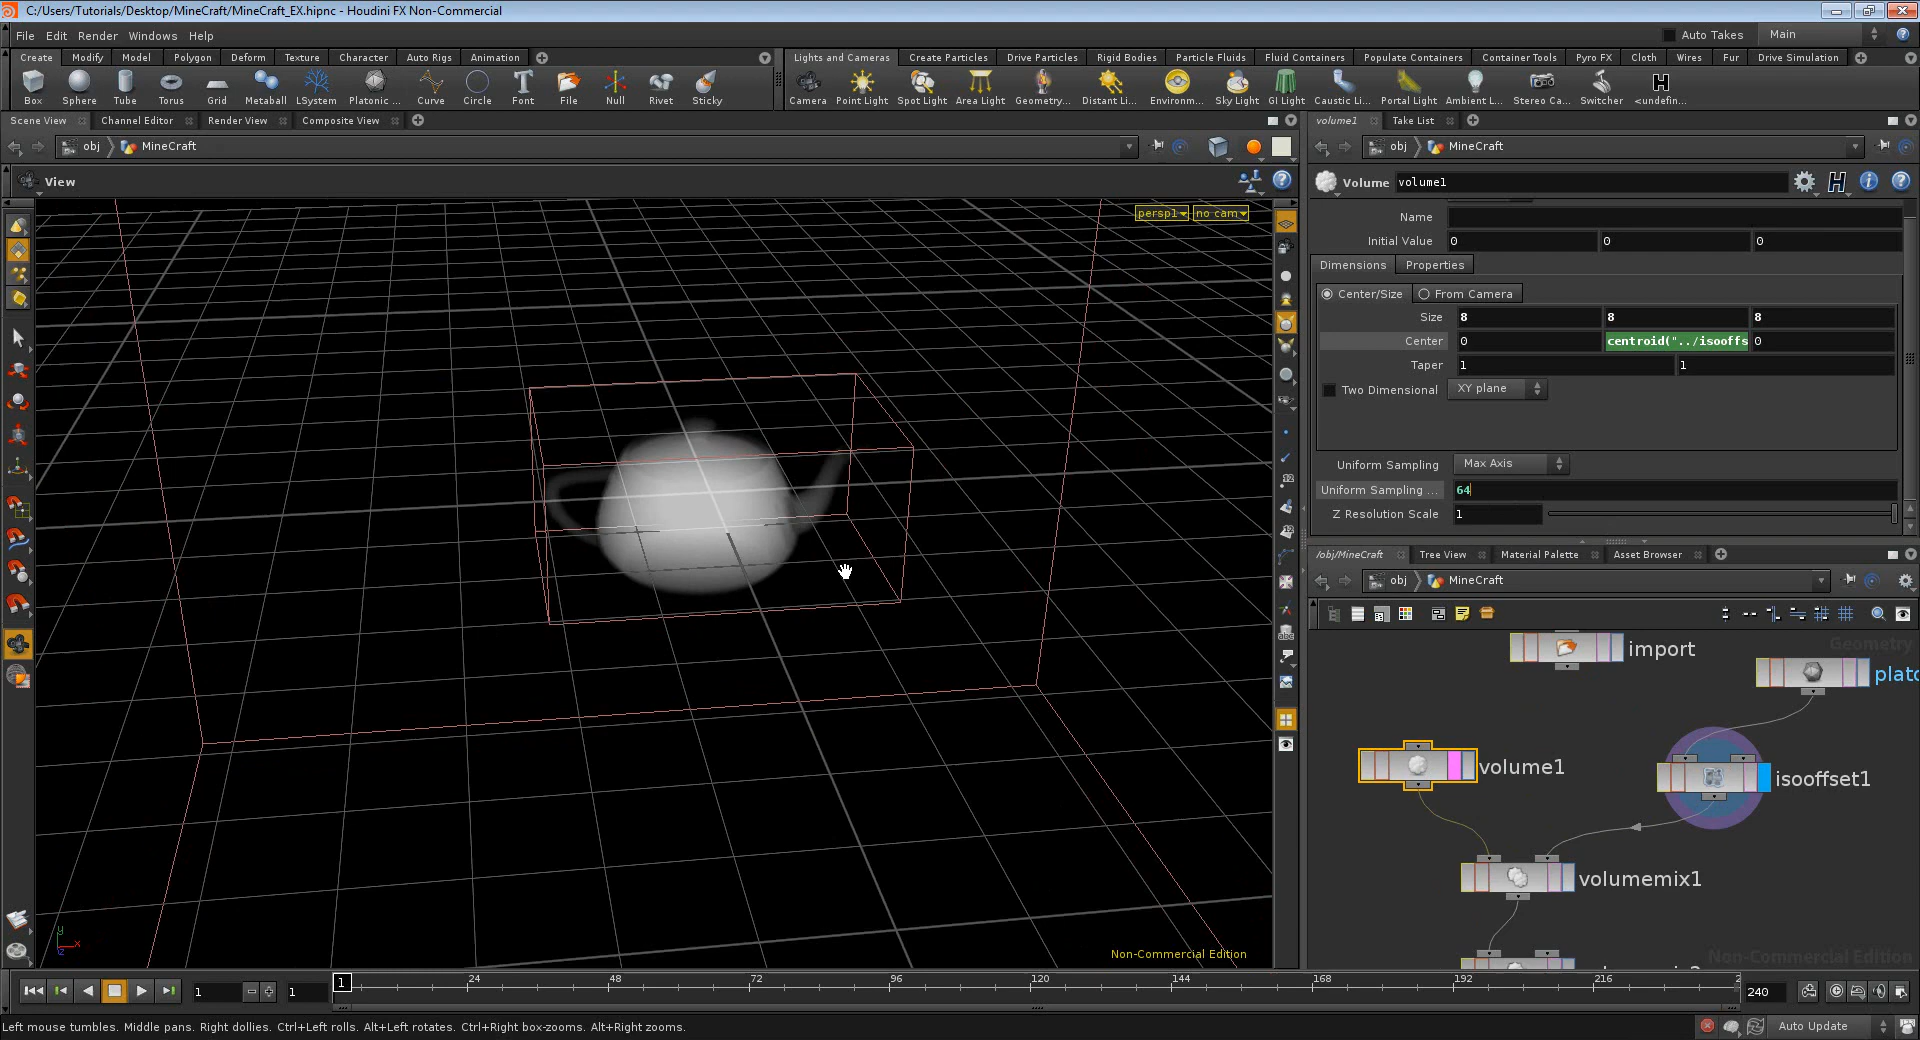 C:/Users/Tutorials/Desktop/MineCraft/MineCraft_EX.hipnc - Houdini FX Non-Commercial
File Edit Render Windows Help
Auto Takes Main
Create Modify Model Polygon Deform Texture Character Auto Rigs Animation
Lights and Cameras Create Particles Drive Particles Rigid Bodies Particle Fluids Fluid Containers Populate Containers Container Tools Pyro FX Cloth Wires Fur Drive Simulation
Box Sphere Tube Torus Grid Metaball LSystem Platonic ... Curve Circle Font File Null Rivet Sticky
Camera Point Light Spot Light Area Light Geometry... Distant Li... Environm... Sky Light GI Light Caustic Li... Portal Light Ambient L... Stereo Ca... Switcher <undefin...
Scene View Channel Editor Render View Composite View
volume1 Take List
obj MineCraft
obj MineCraft
View
Volume volume1
persp1 no cam
Name
Initial Value 0 0 0
Dimensions Properties
Center/Size From Camera
Size 8 8 8
Center 0 centroid("../isooffs 0
Taper 1 1
Two Dimensional XY plane
Uniform Sampling Max Axis
Uniform Sampling ... 64
Z Resolution Scale 1
/obj/MineCraft Tree View Material Palette Asset Browser
obj MineCraft
Geometry
import
plato
volume1
isooffset1
volumemix1
Non-Commercial Edition
Non-Commercial Edition
1 1 1 24 48 72 96 120 144 168 192 216 2 240
Left mouse tumbles. Middle pans. Right dollies. Ctrl+Left rolls. Alt+Left rotates. Ctrl+Right box-zooms. Alt+Right zooms.
Auto Update